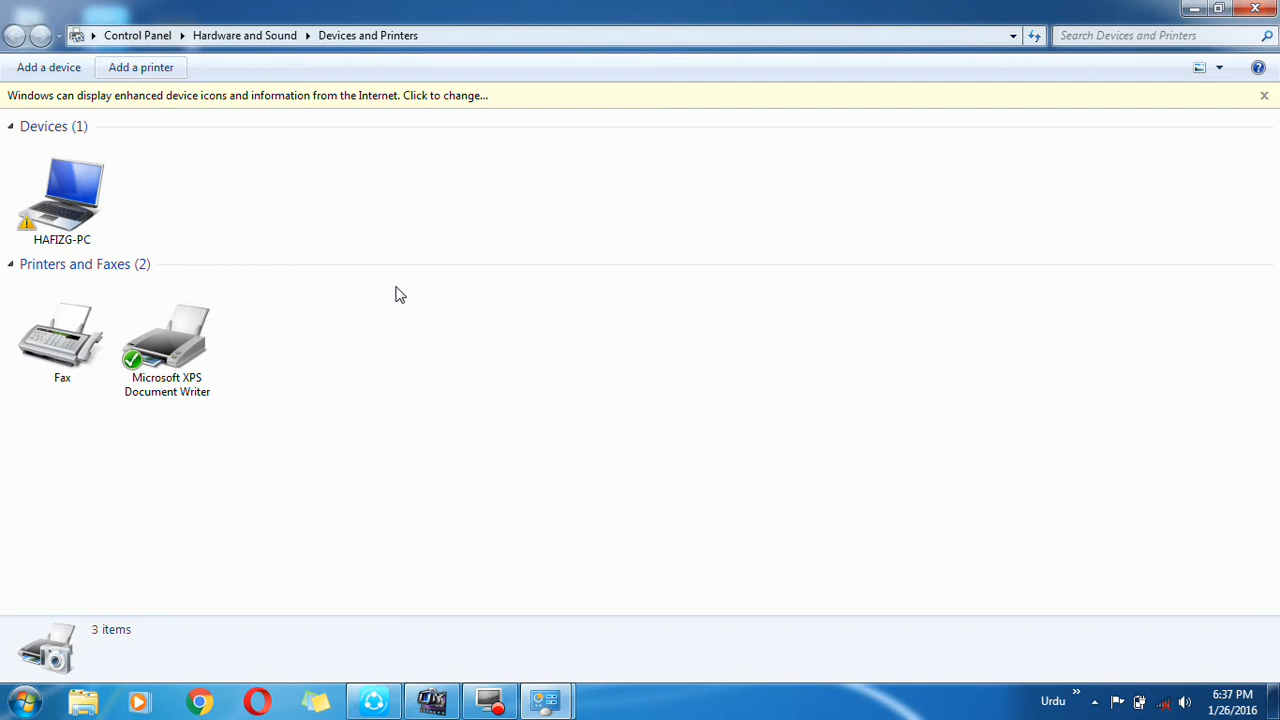 Control Panel Hardware and Sound Devices and Printers
Search Devices and Printers
Add a device Add a printer
Windows can display enhanced device icons and information from the Internet. Click to change...
Devices (1)
HAFIZG-PC
Printers and Faxes (2)
Fax
Microsoft XPS
Document Writer
3 items
Urdu
6:37 PM
1/26/2016